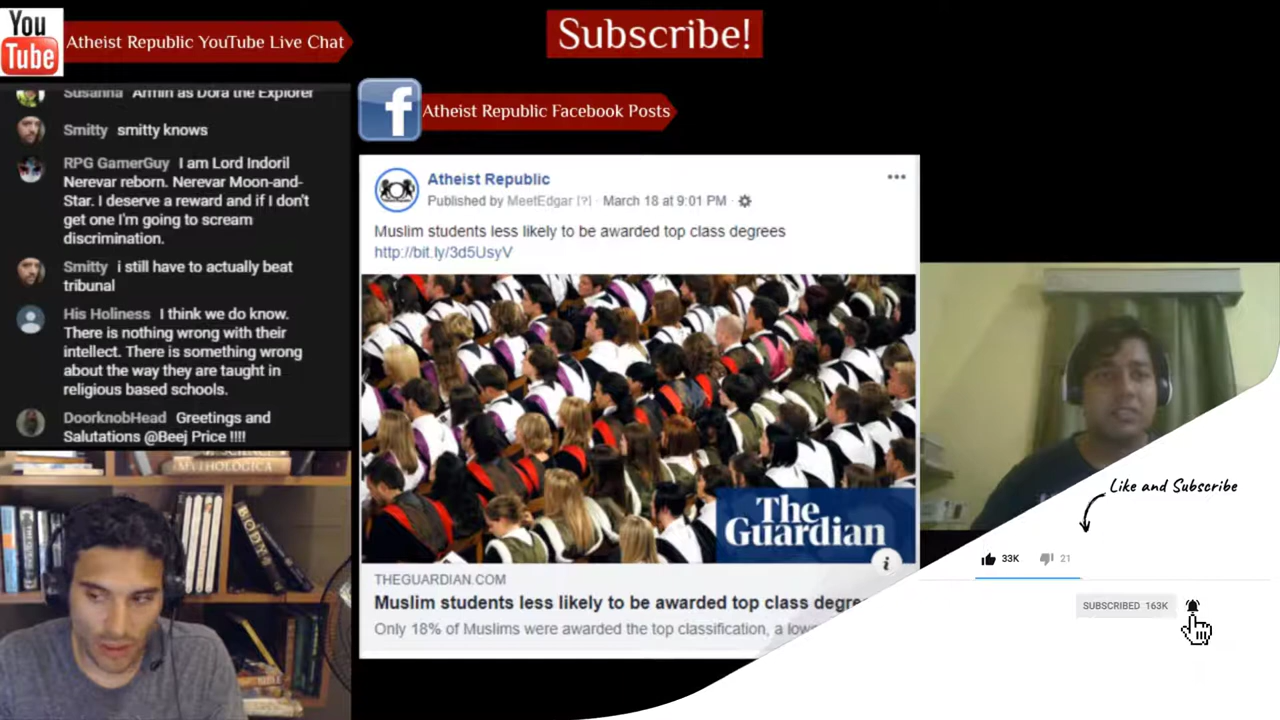 You
Tube
Atheist Republic YouTube Live Chat
Subscribe!
Susanna Armin as Dora the Explorer
Smitty smitty knows
RPG GamerGuy I am Lord Indoril
Nerevar reborn. Nerevar Moon-and-
Star. I deserve a reward and if I don't
get one I'm going to scream
discrimination.
Smitty i still have to actually beat
tribunal
His Holiness I think we do know.
There is nothing wrong with their
intellect. There is something wrong
about the way they are taught in
religious based schools.
DoorknobHead Greetings and
Salutations @Beej Price !!!!
f
Atheist Republic Facebook Posts
Atheist Republic
Published by MeetEdgar [?] · March 18 at 9:01 PM ·
Muslim students less likely to be awarded top class degrees
http://bit.ly/3d5UsyV
The
Guardian
i
THEGUARDIAN.COM
Muslim students less likely to be awarded top class degre
Only 18% of Muslims were awarded the top classification, a low
MYTHOLOGICA
BODY
Like and Subscribe
33K 21
SUBSCRIBED 163K